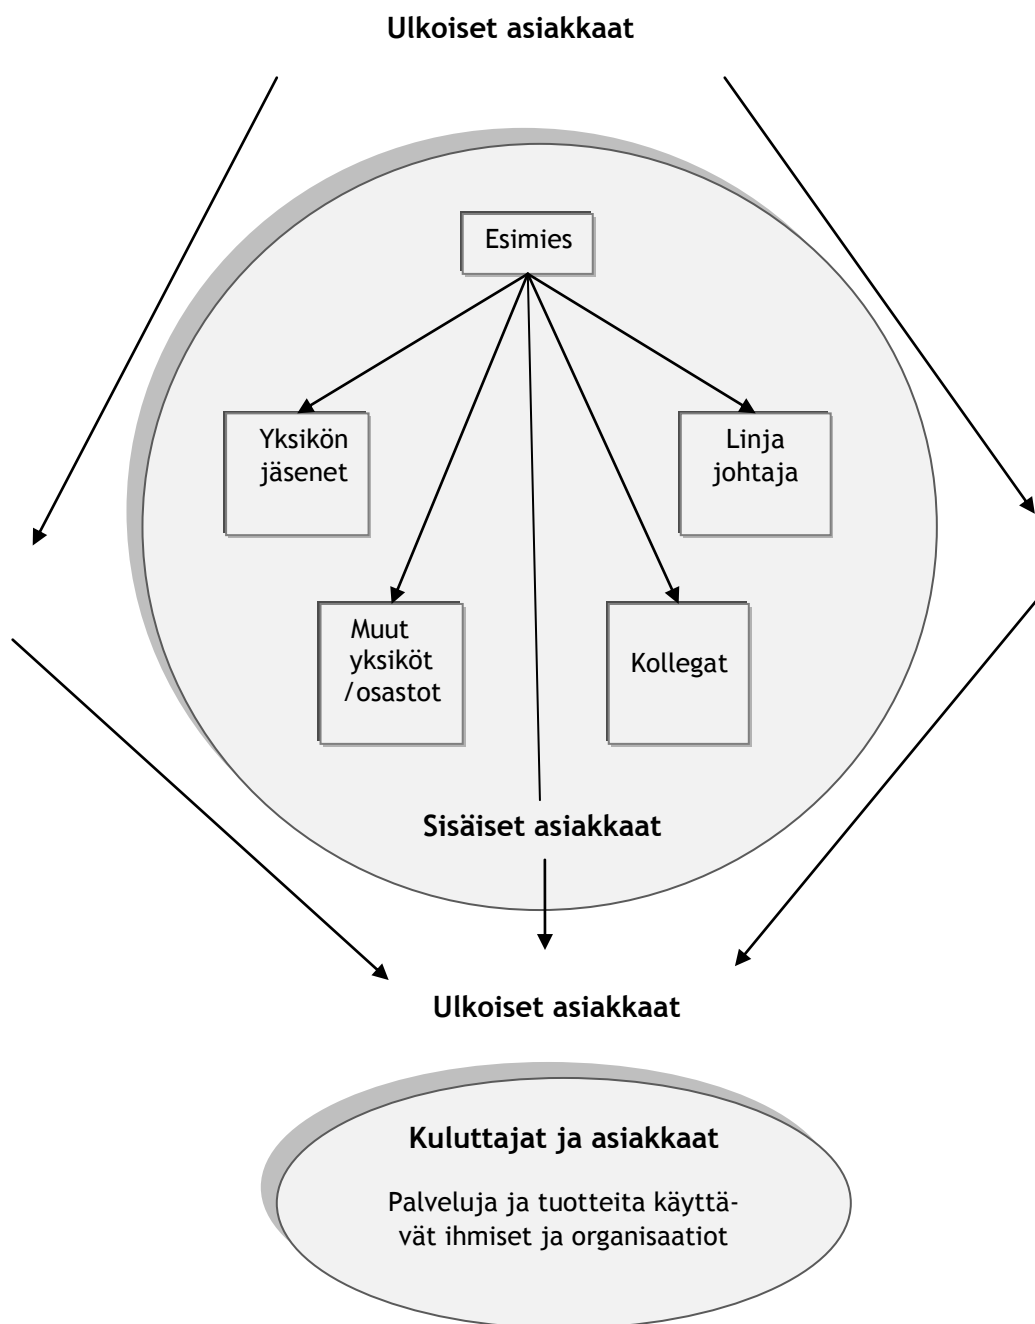 Ulkoiset asiakkaat
Esimies
Yksikön
jäsenet
Linja
johtaja
Muut
yksiköt
/osastot
Kollegat
Sisäiset asiakkaat
Ulkoiset asiakkaat
Kuluttajat ja asiakkaat
Palveluja ja tuotteita käyttä-
vät ihmiset ja organisaatiot